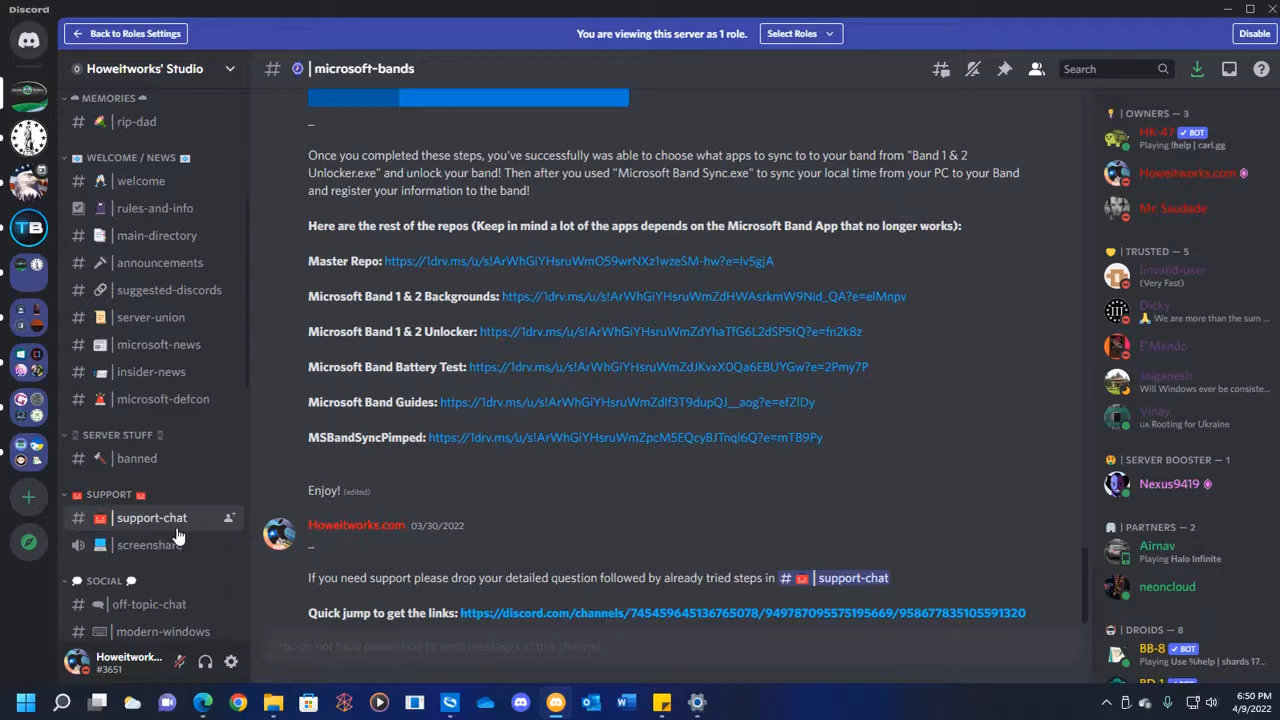 Discord
Back to Roles Settings
You are viewing this server as 1 role.
Select Roles
Disable
Howeitworks' Studio
microsoft-bands
Search
MEMORIES
rip-dad
WELCOME / NEWS
welcome
rules-and-info
main-directory
announcements
suggested-discords
server-union
microsoft-news
insider-news
microsoft-defcon
SERVER STUFF
banned
SUPPORT
support-chat
screenshare
SOCIAL
off-topic-chat
modern-windows
Howeitwork...
#3651
–
Once you completed these steps, you've successfully was able to choose what apps to sync to to your band from "Band 1 & 2
Unlocker.exe" and unlock your band! Then after you used "Microsoft Band Sync.exe" to sync your local time from your PC to your Band
and register your information to the band!
Here are the rest of the repos (Keep in mind a lot of the apps depends on the Microsoft Band App that no longer works):
Master Repo: https://1drv.ms/u/s!ArWhGiYHsruWmO59wrNXz1wzeSM-hw?e=lv5gjA
Microsoft Band 1 & 2 Backgrounds: https://1drv.ms/u/s!ArWhGiYHsruWmZdHWAsrkmW9Nid_QA?e=elMnpv
Microsoft Band 1 & 2 Unlocker: https://1drv.ms/u/s!ArWhGiYHsruWmZdYhaTfG6L2dSP5tQ?e=fn2k8z
Microsoft Band Battery Test: https://1drv.ms/u/s!ArWhGiYHsruWmZdJKvxX0Qa6EBUYGw?e=2Pmy7P
Microsoft Band Guides: https://1drv.ms/u/s!ArWhGiYHsruWmZdIf3T9dupQJ__aog?e=efZIDy
MSBandSyncPimped: https://1drv.ms/u/s!ArWhGiYHsruWmZpcM5EQcyBJTnqi6Q?e=mTB9Py
Enjoy! (edited)
Howeitworks.com 03/30/2022
–
If you need support please drop your detailed question followed by already tried steps in # support-chat
Quick jump to get the links: https://discord.com/channels/745459645136765078/949787095575195669/958677835105591320
You do not have permission to send messages in this channel.
OWNERS — 3
HK-47 BOT
Playing !help | carl.gg
Howeitworks.com
Mr. Saudade
TRUSTED — 5
[invalid-user
(Very Fast)
Dicky
We are more than the sum ...
E'Mendo
Jaiganesh
Will Windows ever be consiste...
Vinay
UA Rooting for Ukraine
SERVER BOOSTER — 1
Nexus9419
PARTNERS — 2
Airnav
Playing Halo Infinite
neoncloud
DROIDS — 8
BB-8 BOT
Playing Use %help | shards 17...
BD-1 BOT
6:50 PM
4/9/2022